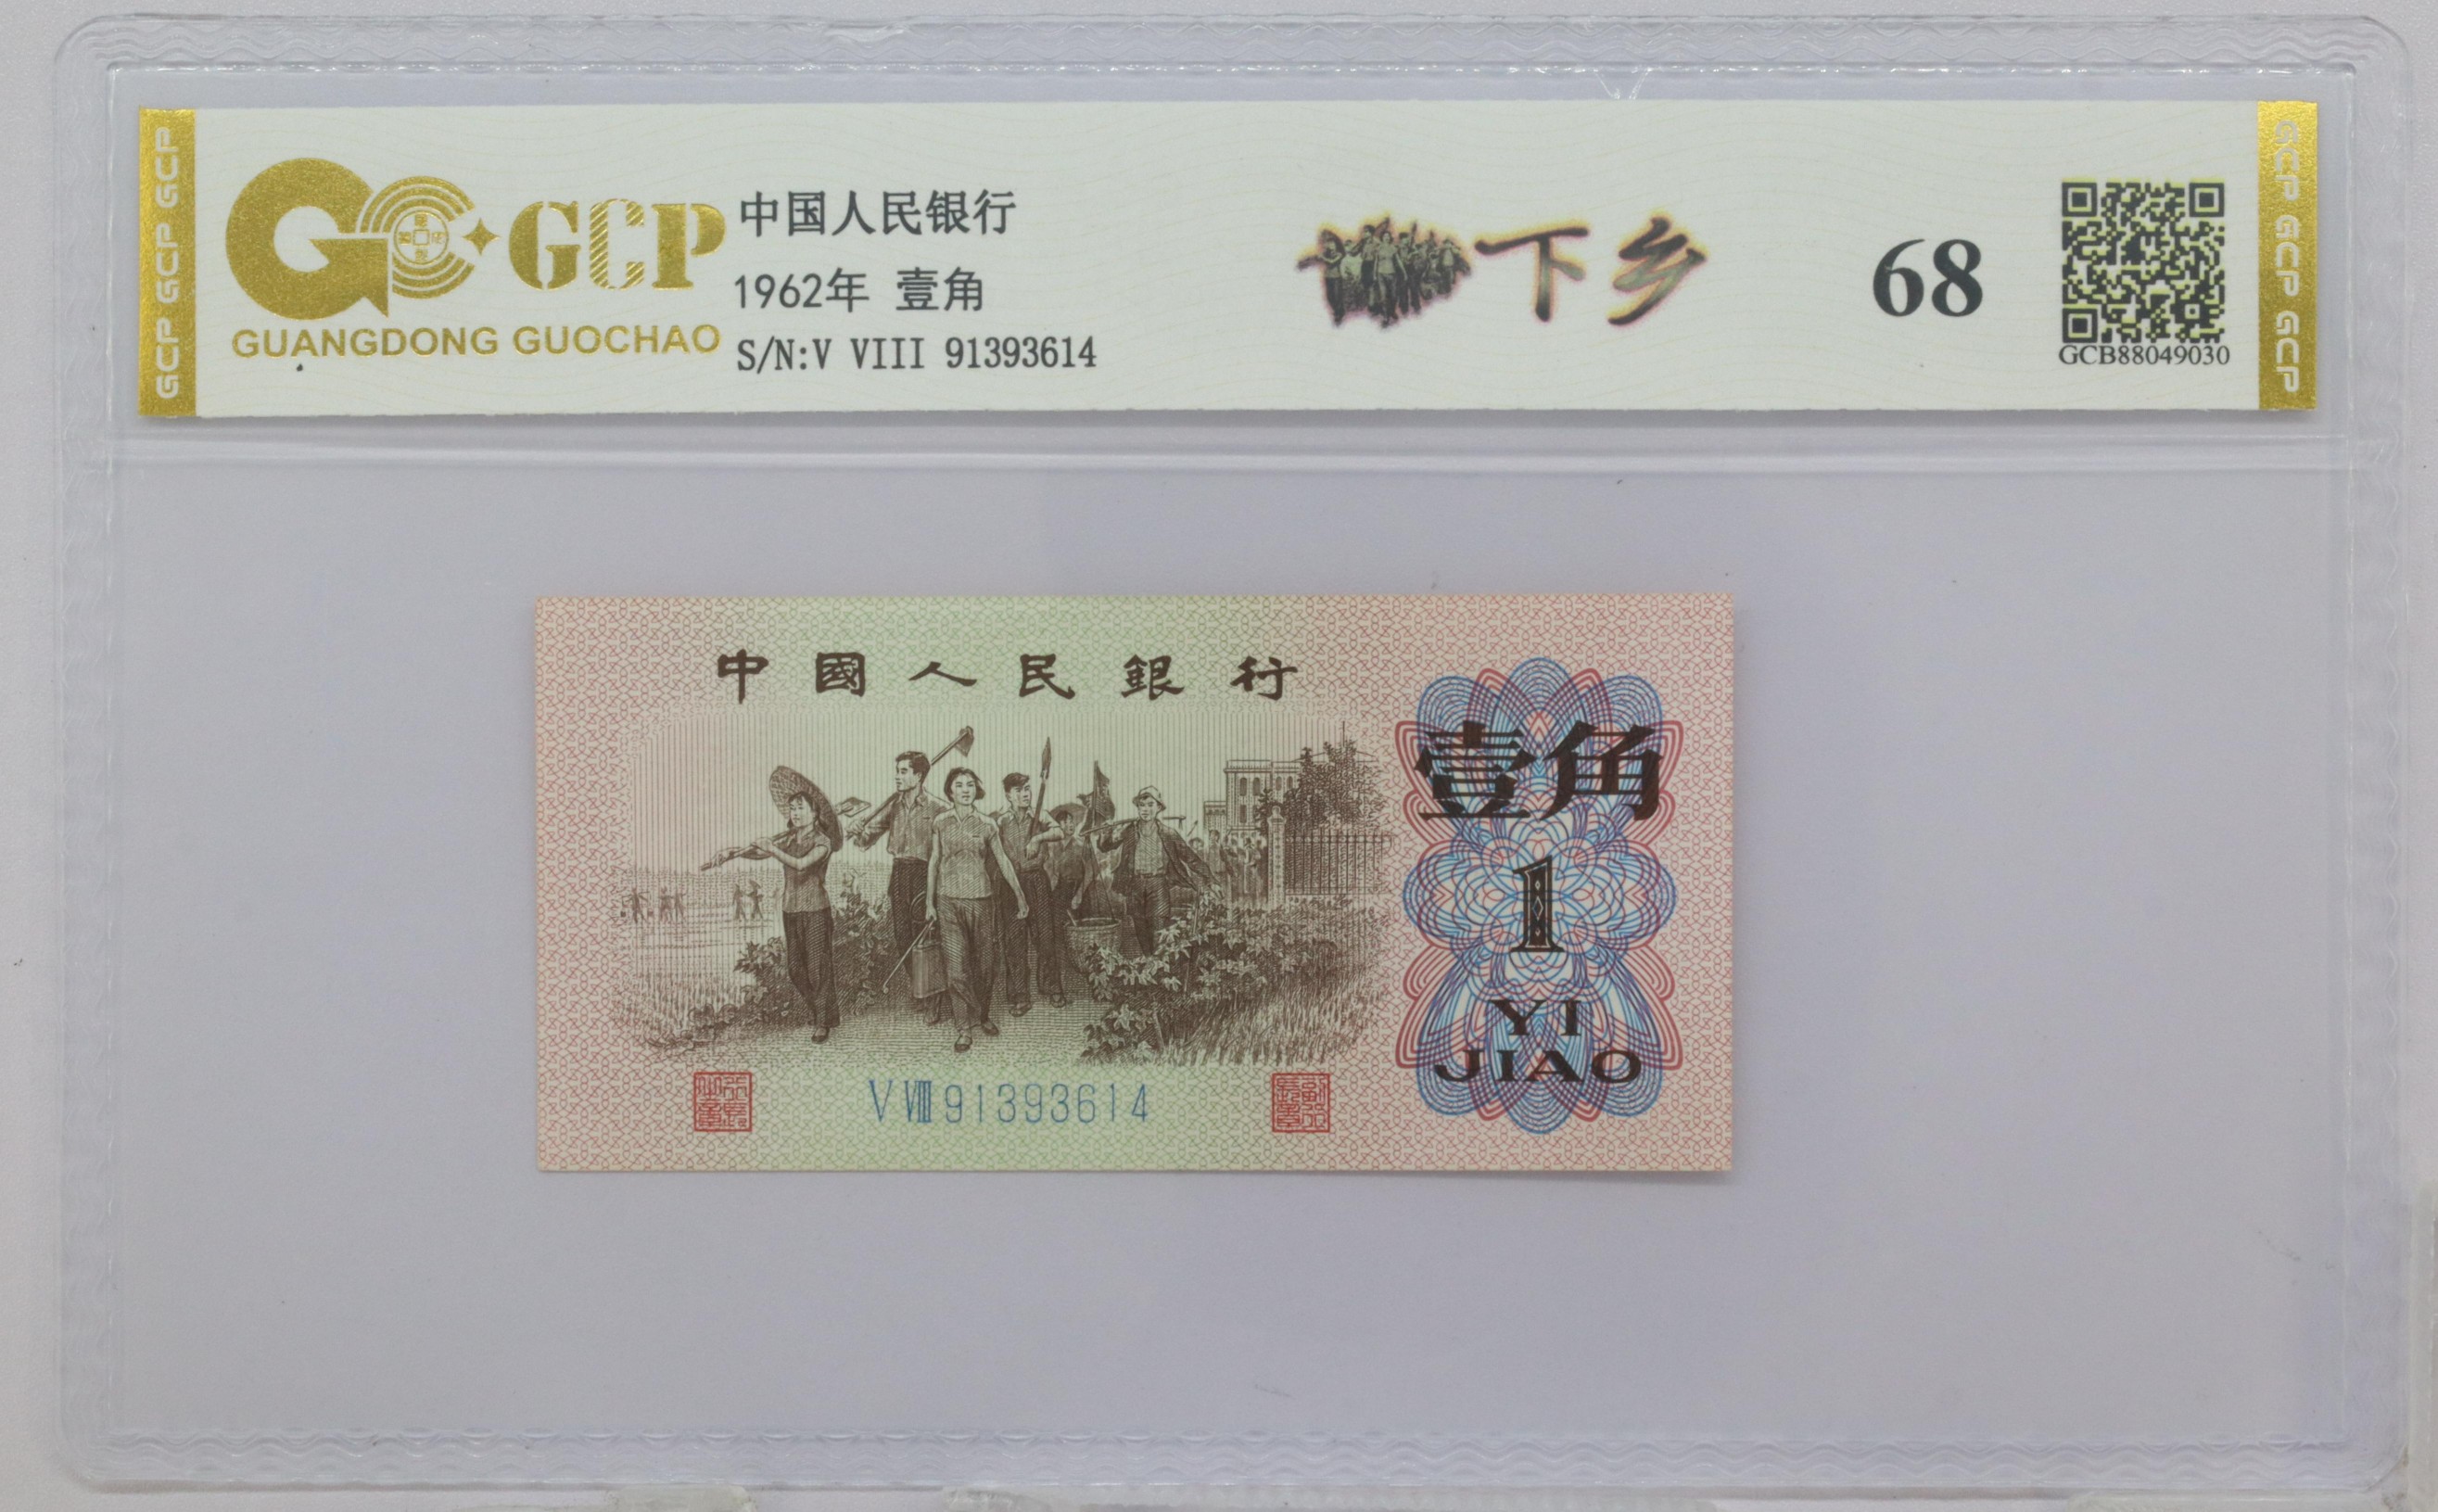 GCP GCP GCP
GCP
GUANGDONG GUOCHAO
中国人民银行
1962年 壹角
S/N:V VIII 91393614
下乡
68
GCB88049030
GCP GCP GCP
中國人民銀行
壹角
1
YI
JIAO
V VIII 91393614